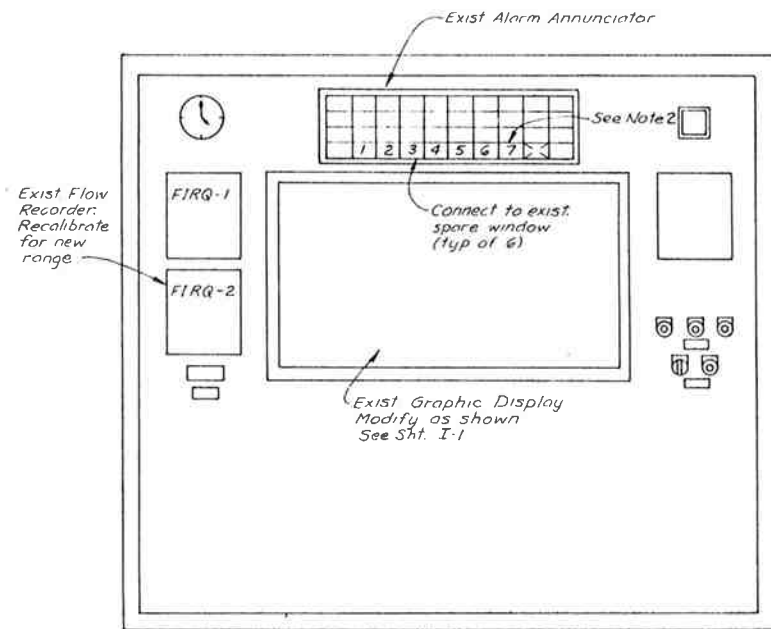 Exist Alarm Annunciator
See Note 2
1 2 3 4 5 6 7
FIRQ-1
Exist Flow
Recorder.
Recalibrate
for new
range
Connect to exist.
spare window
(typ of 6)
FIRQ-2
Exist Graphic Display
Modify as shown
See Sht. I-1